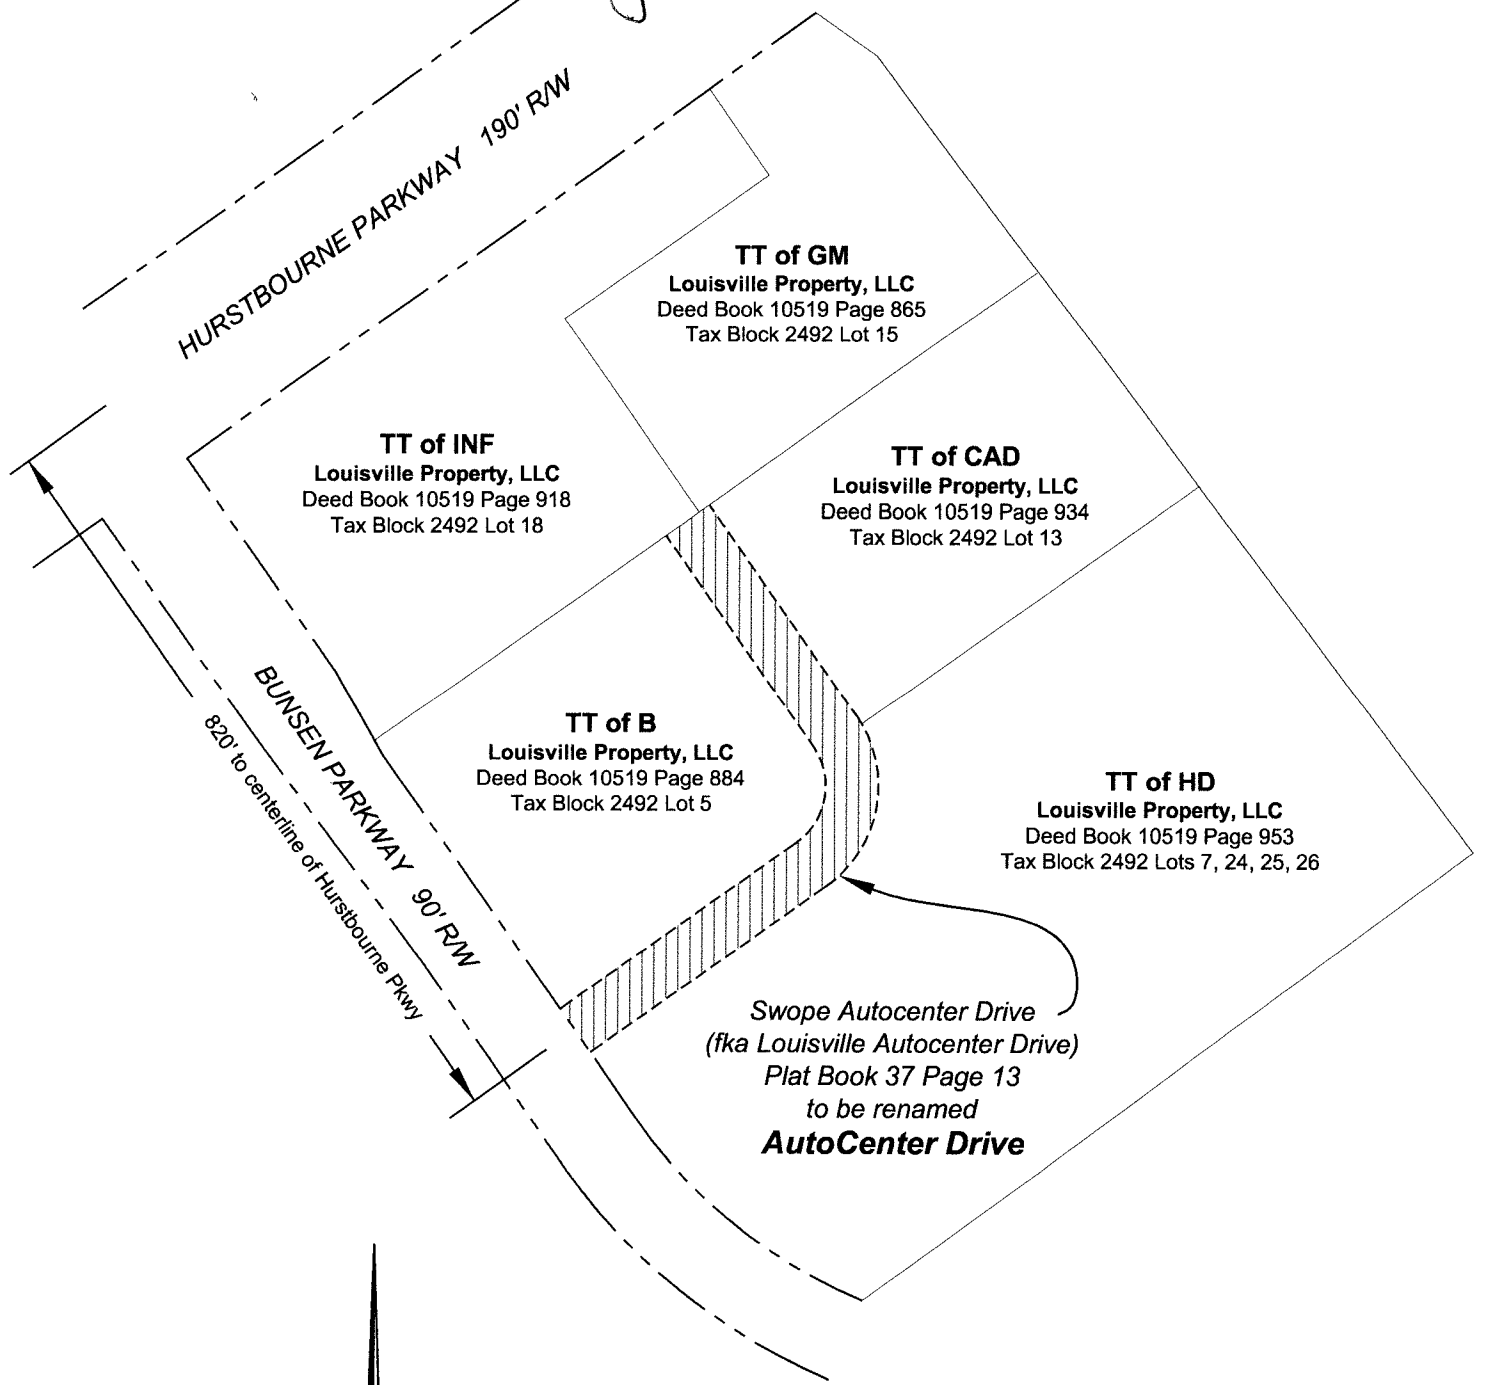 HURSTBOURNE PARKWAY 190' R/W
TT of GM
Louisville Property, LLC
Deed Book 10519 Page 865
Tax Block 2492 Lot 15
TT of INF
Louisville Property, LLC
Deed Book 10519 Page 918
Tax Block 2492 Lot 18
TT of CAD
Louisville Property, LLC
Deed Book 10519 Page 934
Tax Block 2492 Lot 13
BUNSEN PARKWAY 90' R/W
820' to centerline of Hurstbourne Pkwy
TT of B
Louisville Property, LLC
Deed Book 10519 Page 884
Tax Block 2492 Lot 5
TT of HD
Louisville Property, LLC
Deed Book 10519 Page 953
Tax Block 2492 Lots 7, 24, 25, 26
Swope Autocenter Drive
(fka Louisville Autocenter Drive)
Plat Book 37 Page 13
to be renamed
AutoCenter Drive